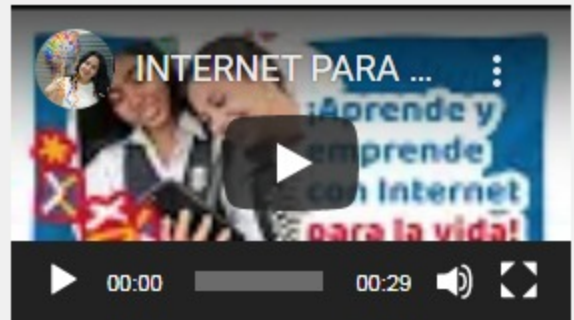 INTERNET PARA ...
¡Aprende y
emprende
con Internet
para la vida!
00:00 00:29